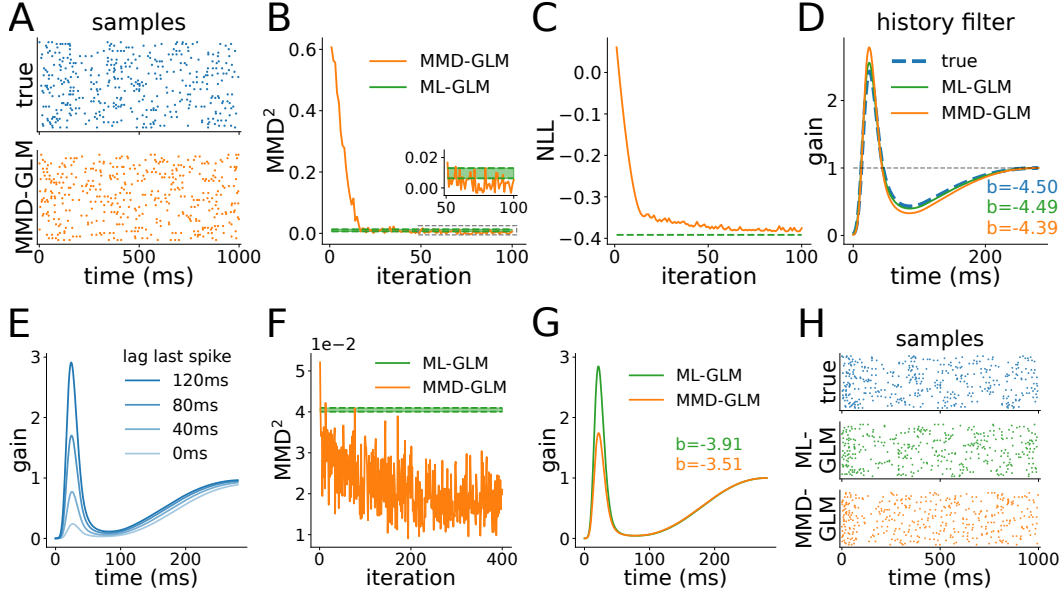 A
samples
true
MMD-GLM
0
500
1000
time (ms)
B
MMD²
0.6
0.4
0.2
0.0
MMD-GLM
ML-GLM
0.02
0.00
50
100
0
50
100
iteration
C
NLL
0.0
−0.1
−0.2
−0.3
−0.4
0
50
100
iteration
D
history filter
gain
2
1
0
true
ML-GLM
MMD-GLM
b=-4.50
b=-4.49
b=-4.39
0
100
200
time (ms)
E
gain
3
2
1
0
lag last spike
120ms
80ms
40ms
0ms
0
100
200
time (ms)
F
1e−2
MMD²
5
4
3
2
1
ML-GLM
MMD-GLM
0
200
400
iteration
G
gain
3
2
1
0
ML-GLM
MMD-GLM
b=-3.91
b=-3.51
0
100
200
time (ms)
H
samples
true
ML-
GLM
MMD-
GLM
0
500
1000
time (ms)